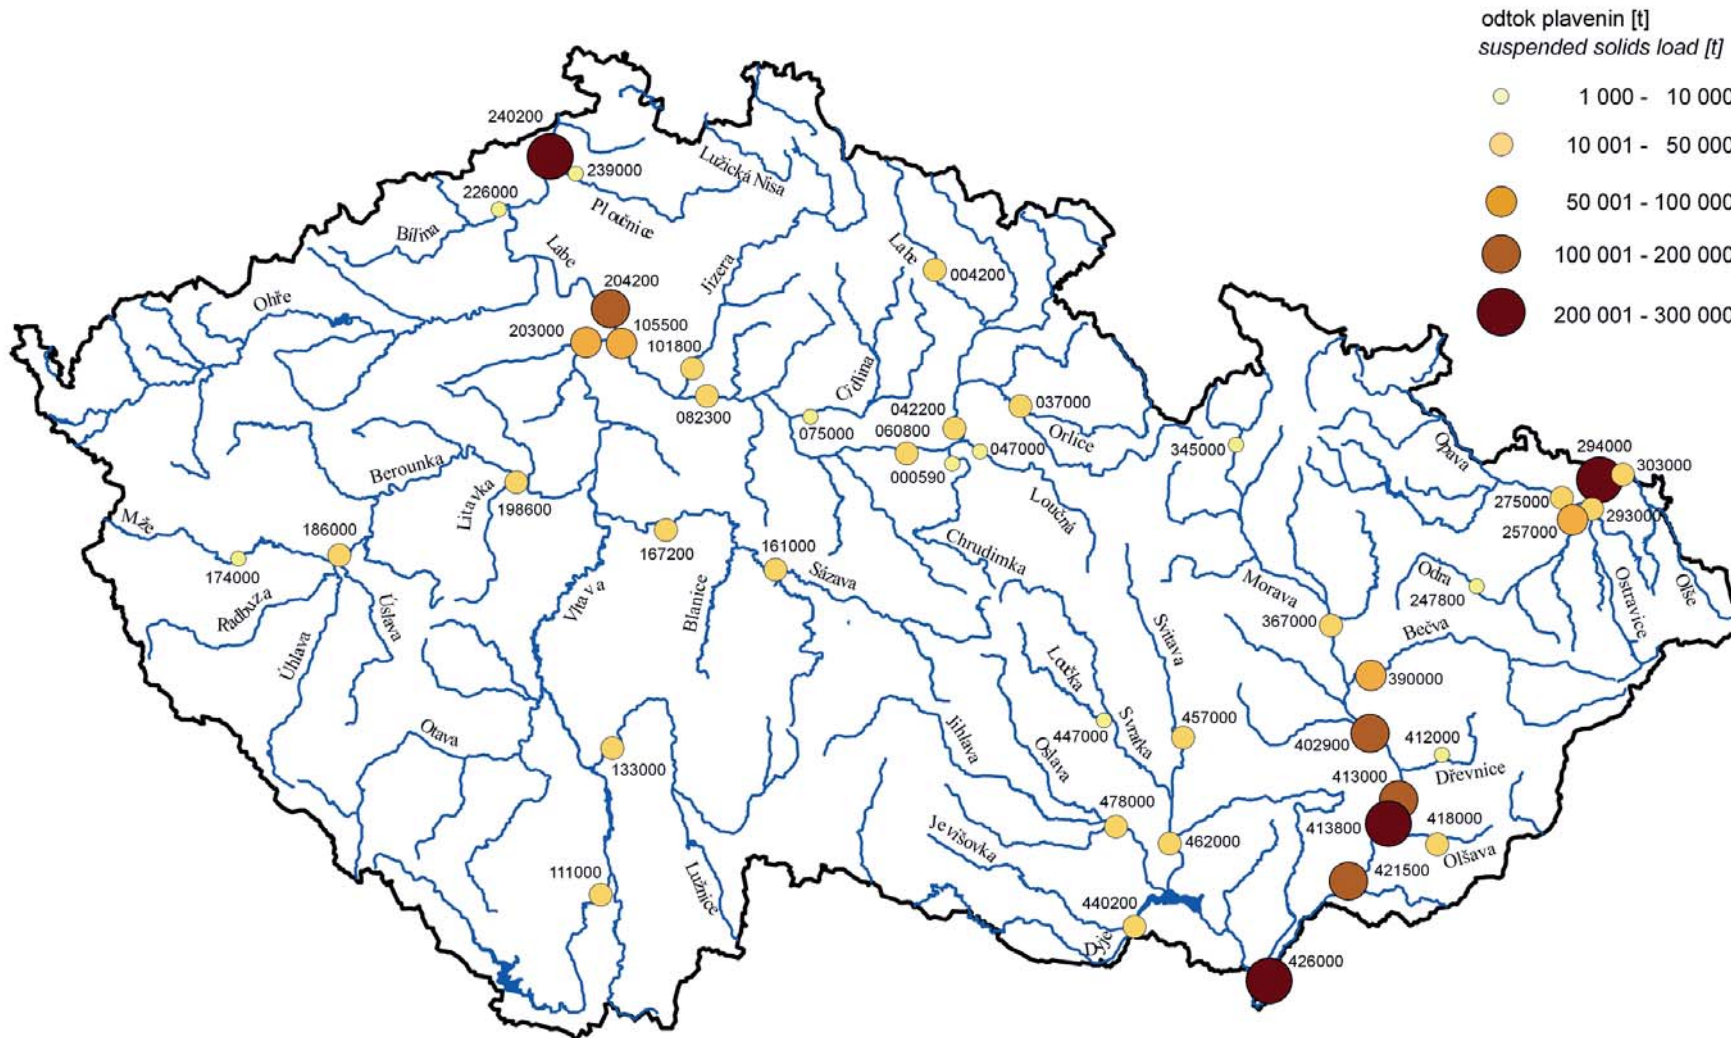 odtok plavenin [t]
suspended solids load [t]
1 000 - 10 000
10 001 - 50 000
50 001 - 100 000
100 001 - 200 000
200 001 - 300 000
240200
239000
Lužická Nisa
226000
Ploučnice
Bílina
Labe
Labe
004200
Jizera
204200
Ohře
203000
105500
101800
Cidlina
082300
037000
042200
075000
060800
047000
Orlice
345000
000590
Opava
294000
303000
Berounka
Litavka
198600
Loučná
275000
293000
257000
Mže
186000
167200
161000
Chrudimka
174000
Sázava
Odra
247800
Ostravice
Olše
Radbuza
Úslava
Vltava
Blanice
Morava
367000
Bečva
Úhlava
Svitava
Loučka
390000
Otava
133000
447000
Svratka
457000
Jihlava
Oslava
402900
412000
Dřevnice
413000
478000
Jevišovka
462000
413800
418000
Olšava
421500
111000
Lužnice
440200
Dyje
426000